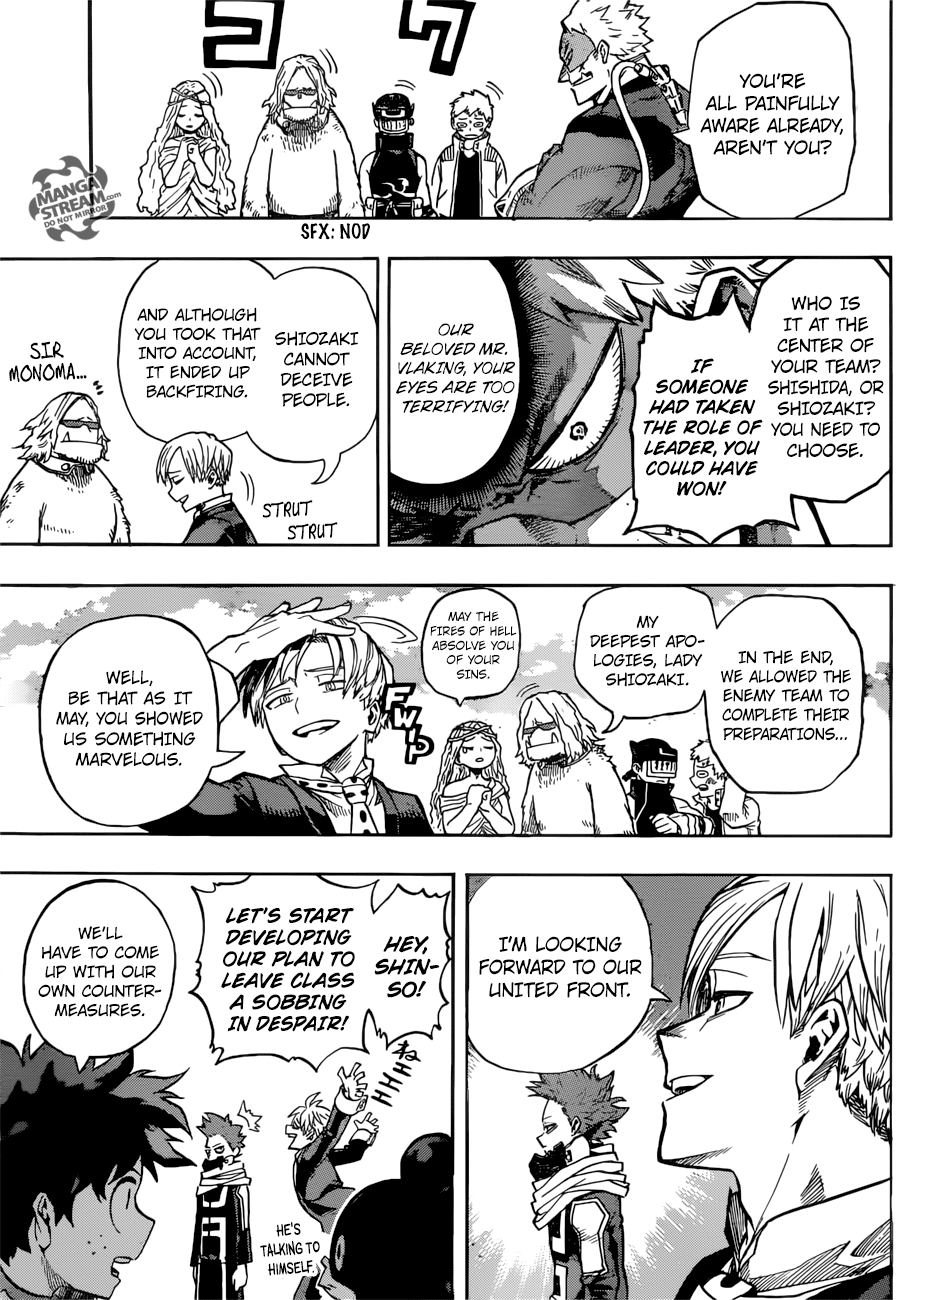 コク
YOU'RE
ALL PAINFULLY
AWARE ALREADY,
AREN'T YOU?
MANGA
STREAM.com
DO NOT MIRROR
SFX: NOD
WHO IS
IT AT THE
CENTER OF
YOUR TEAM?
SHISHIDA, OR
SHIOZAKI?
YOU NEED TO
CHOOSE.
IF
SOMEONE
HAD TAKEN
THE ROLE OF
LEADER, YOU
COULD HAVE
WON!
OUR
BELOVED MR.
VLAKING, YOUR
EYES ARE TOO
TERRIFYING!
SHIOZAKI
CANNOT
DECEIVE
PEOPLE.
AND ALTHOUGH
YOU TOOK THAT
INTO ACCOUNT,
IT ENDED UP
BACKFIRING.
SIR
MONOMA...
STRUT
STRUT
IN THE END,
WE ALLOWED THE
ENEMY TEAM TO
COMPLETE THEIR
PREPARATIONS...
MY
DEEPEST APO-
LOGIES, LADY
SHIOZAKI.
MAY THE
FIRES OF HELL
ABSOLVE YOU
OF YOUR
SINS.
FWIP
WELL,
BE THAT AS IT
MAY, YOU SHOWED
US SOMETHING
MARVELOUS.
I'M LOOKING
FORWARD TO OUR
UNITED FRONT.
HEY,
SHIN-
SO!
LET'S START
DEVELOPING
OUR PLAN TO
LEAVE CLASS
A SOBBING
IN DESPAIR!
ね
HHHH
HE'S
TALKING TO
HIMSELF.
WE'LL
HAVE TO COME
UP WITH OUR
OWN COUNTER-
MEASURES.